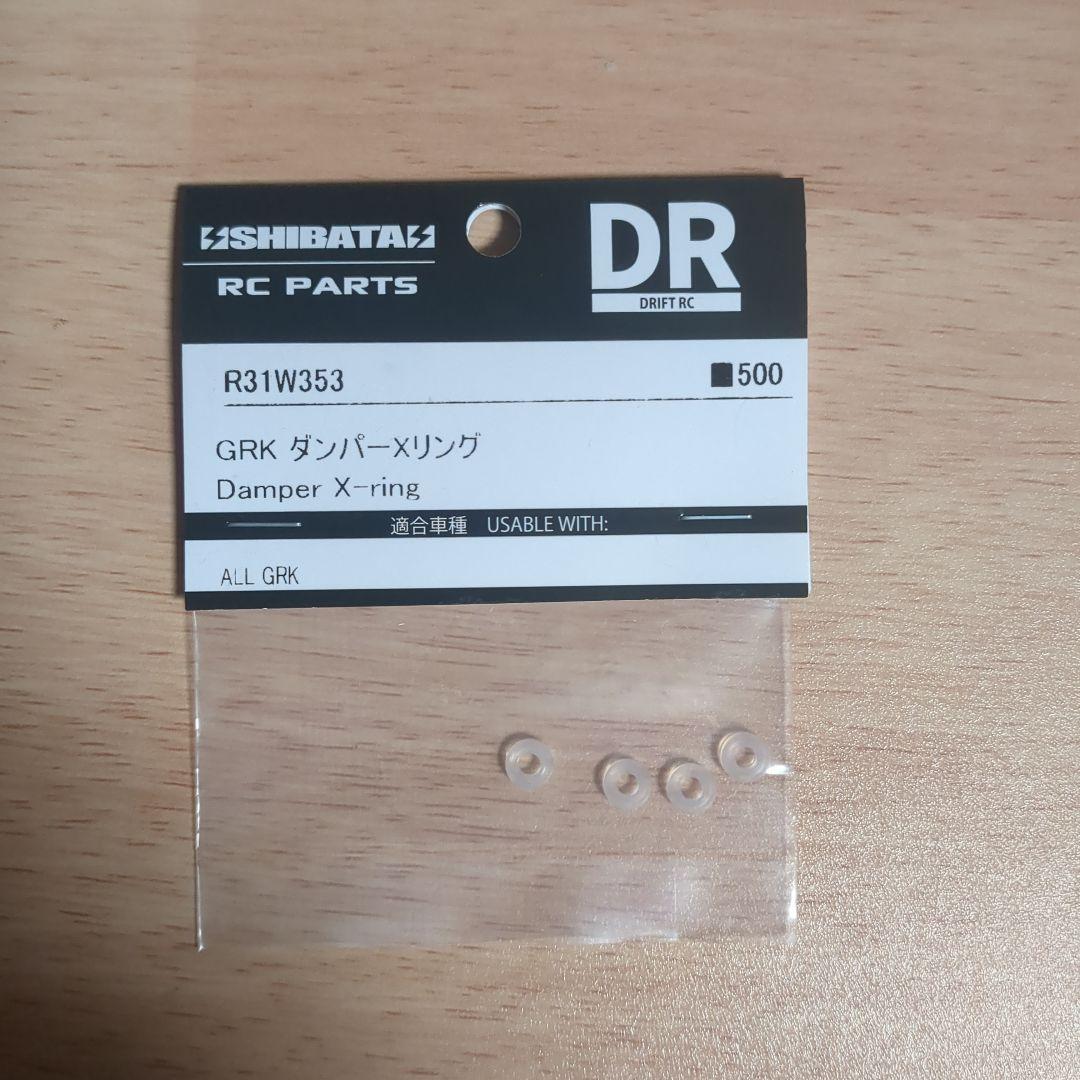 SHIBATA
RC PARTS
DR
DRIFT RC
R31W353
■500
GRK ダンパーXリング
Damper X-ring
適合車種 USABLE WITH:
ALL GRK